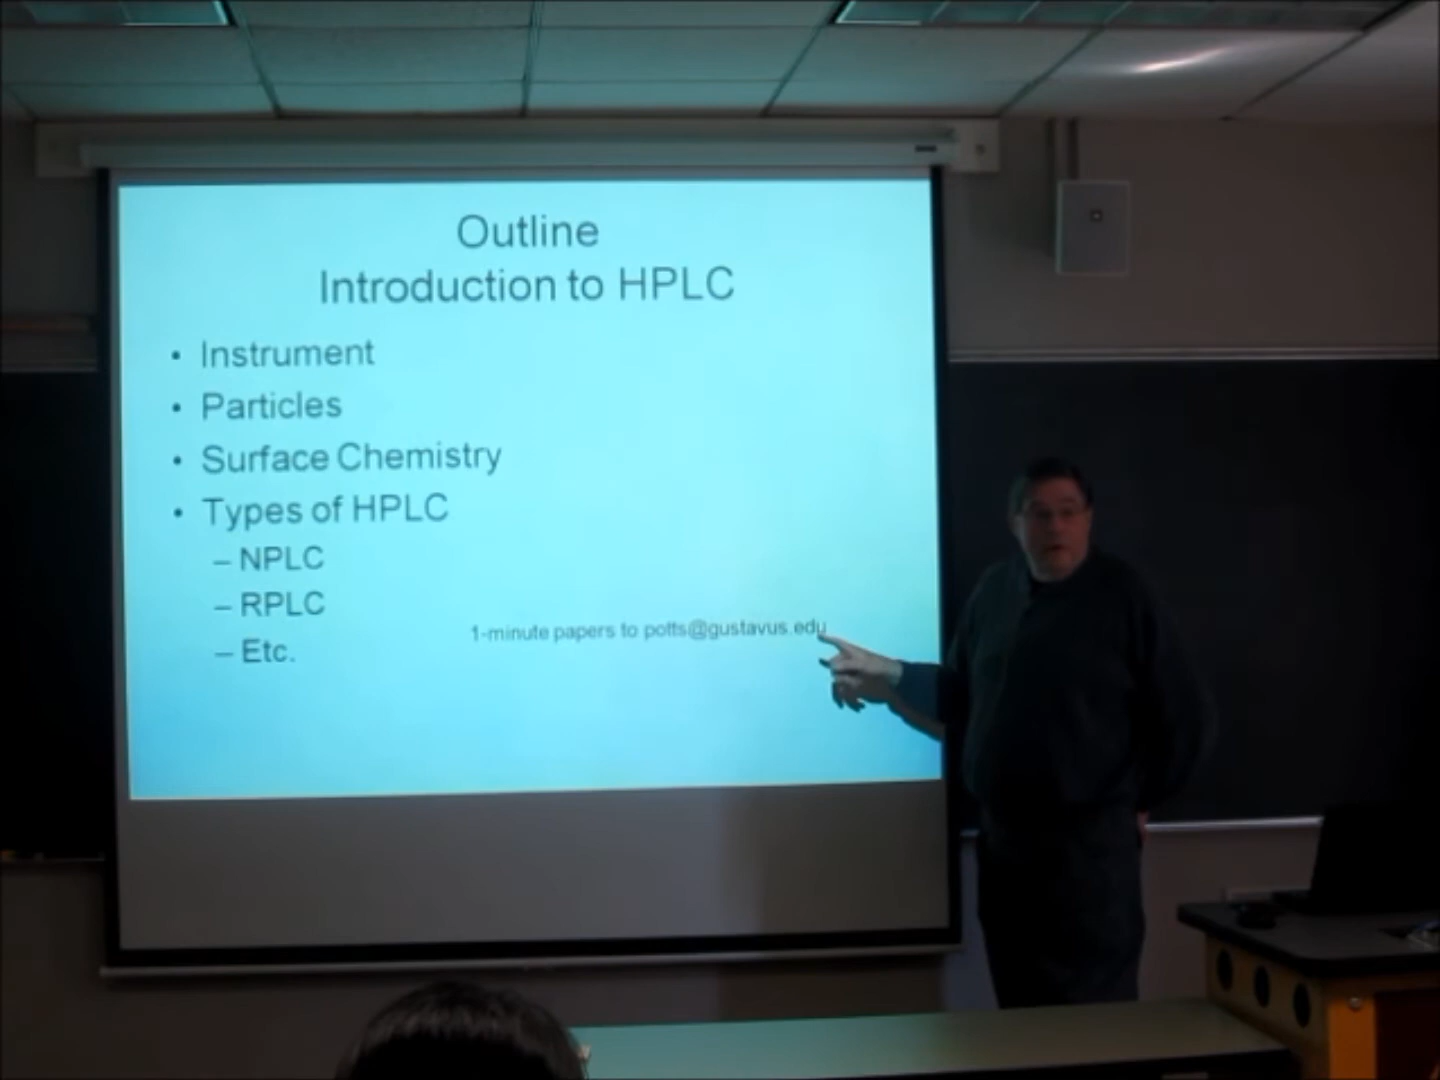 Outline
Introduction to HPLC
• Instrument
• Particles
• Surface Chemistry
• Types of HPLC
– NPLC
– RPLC
– Etc.
1-minute papers to potts@gustavus.edu